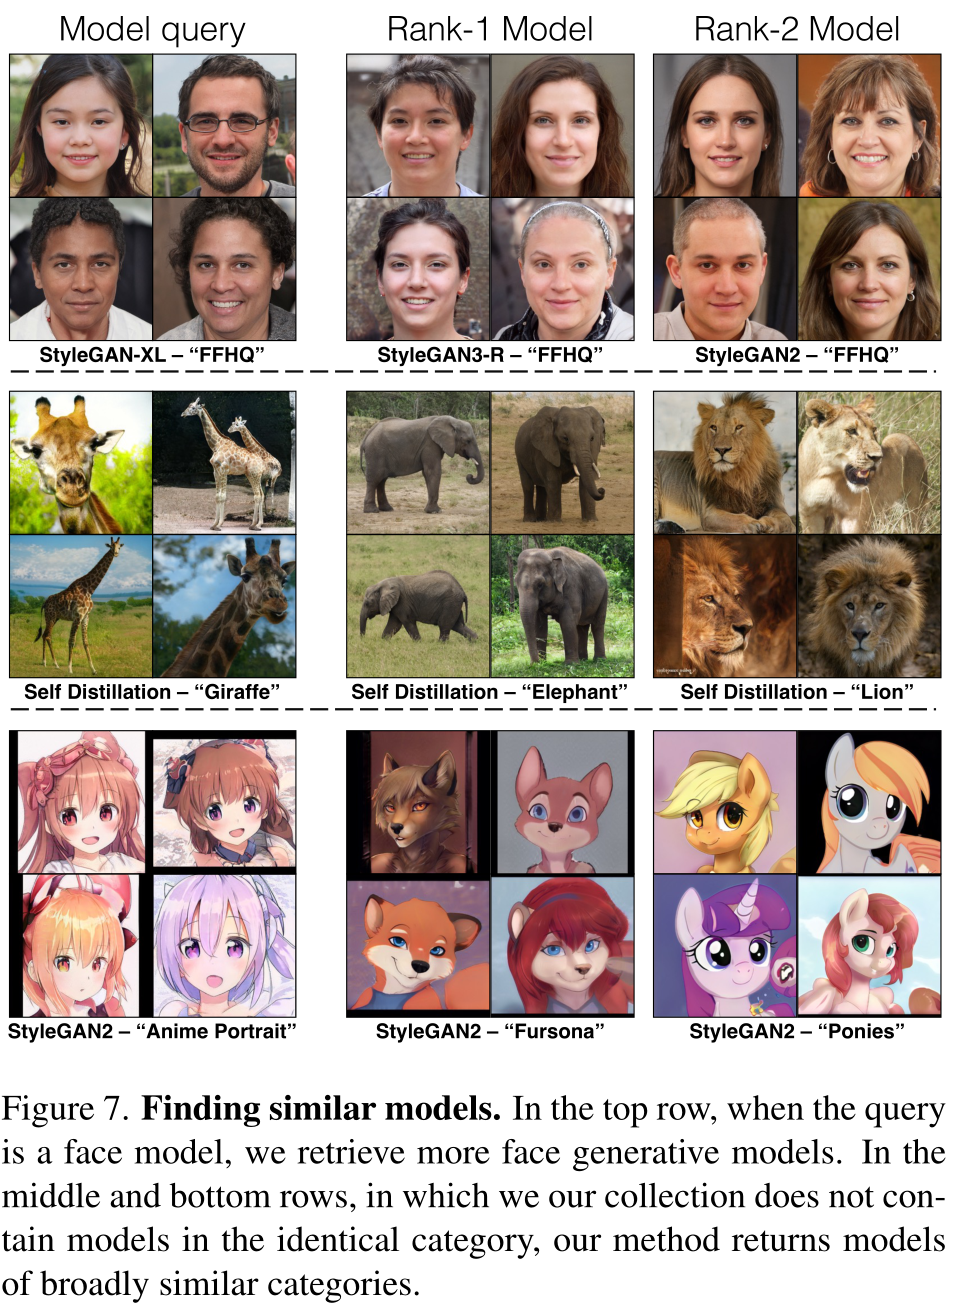 Model query
Rank-1 Model
Rank-2 Model
StyleGAN-XL – “FFHQ”
StyleGAN3-R – “FFHQ”
StyleGAN2 – “FFHQ”
Self Distillation – “Giraffe”
Self Distillation – “Elephant”
Self Distillation – “Lion”
StyleGAN2 – “Anime Portrait”
StyleGAN2 – “Fursona”
StyleGAN2 – “Ponies”
Figure 7. Finding similar models. In the top row, when the query
is a face model, we retrieve more face generative models. In the
middle and bottom rows, in which we our collection does not con-
tain models in the identical category, our method returns models
of broadly similar categories.